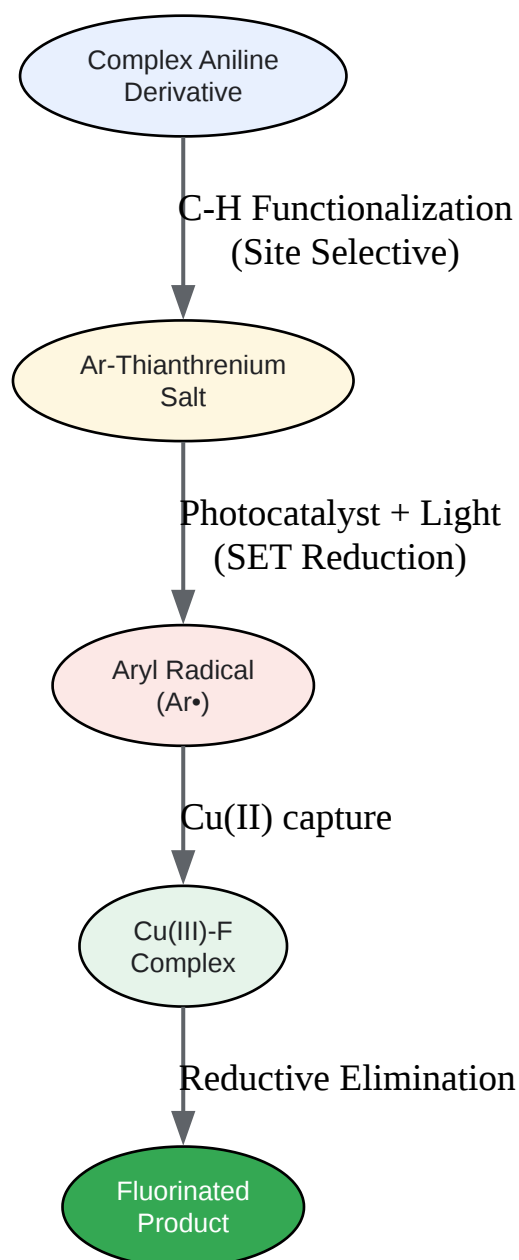 Complex Aniline
Derivative
C-H Functionalization
(Site Selective)
Ar-Thianthrenium
Salt
Photocatalyst + Light
(SET Reduction)
Aryl Radical
(Ar•)
Cu(II) capture
Cu(III)-F
Complex
Reductive Elimination
Fluorinated
Product